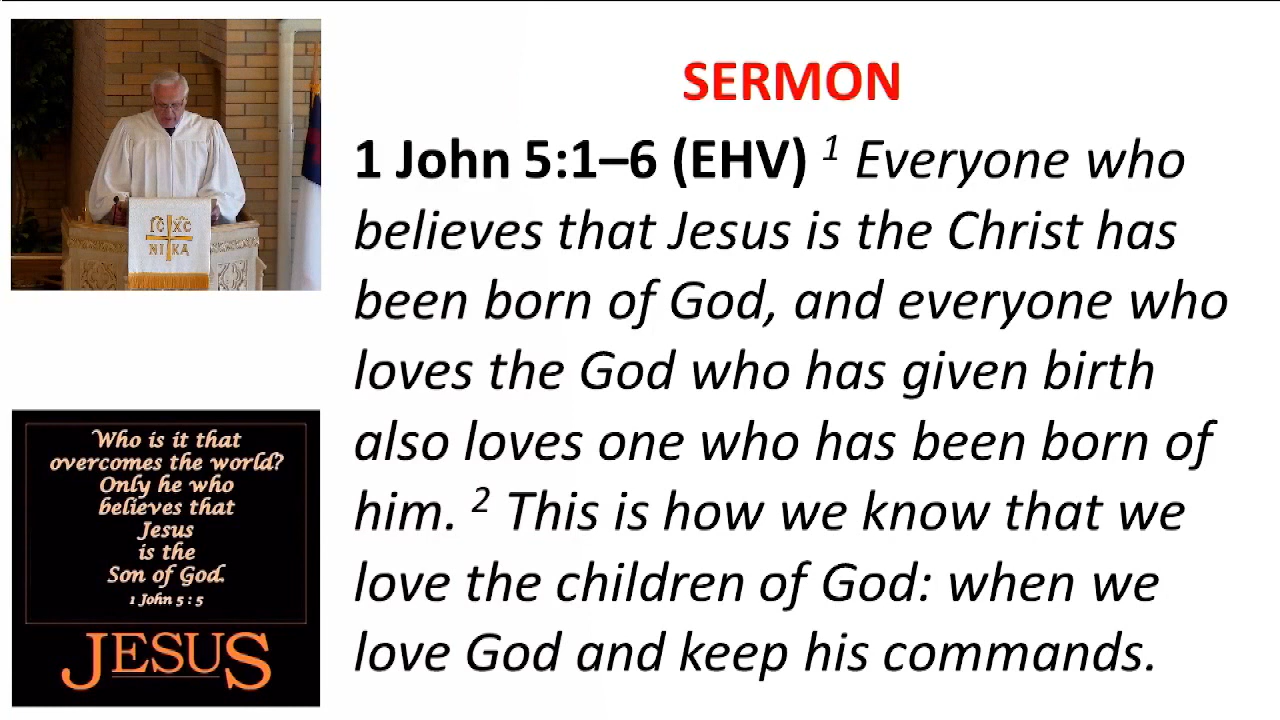 SERMON
1 John 5:1–6 (EHV) 1 Everyone who
believes that Jesus is the Christ has
been born of God, and everyone who
loves the God who has given birth
also loves one who has been born of
him. 2 This is how we know that we
love the children of God: when we
love God and keep his commands.
IC XC
NI KA
Who is it that
overcomes the world?
Only he who
believes that
Jesus
is the
Son of God.
1 John 5 : 5
JESUS